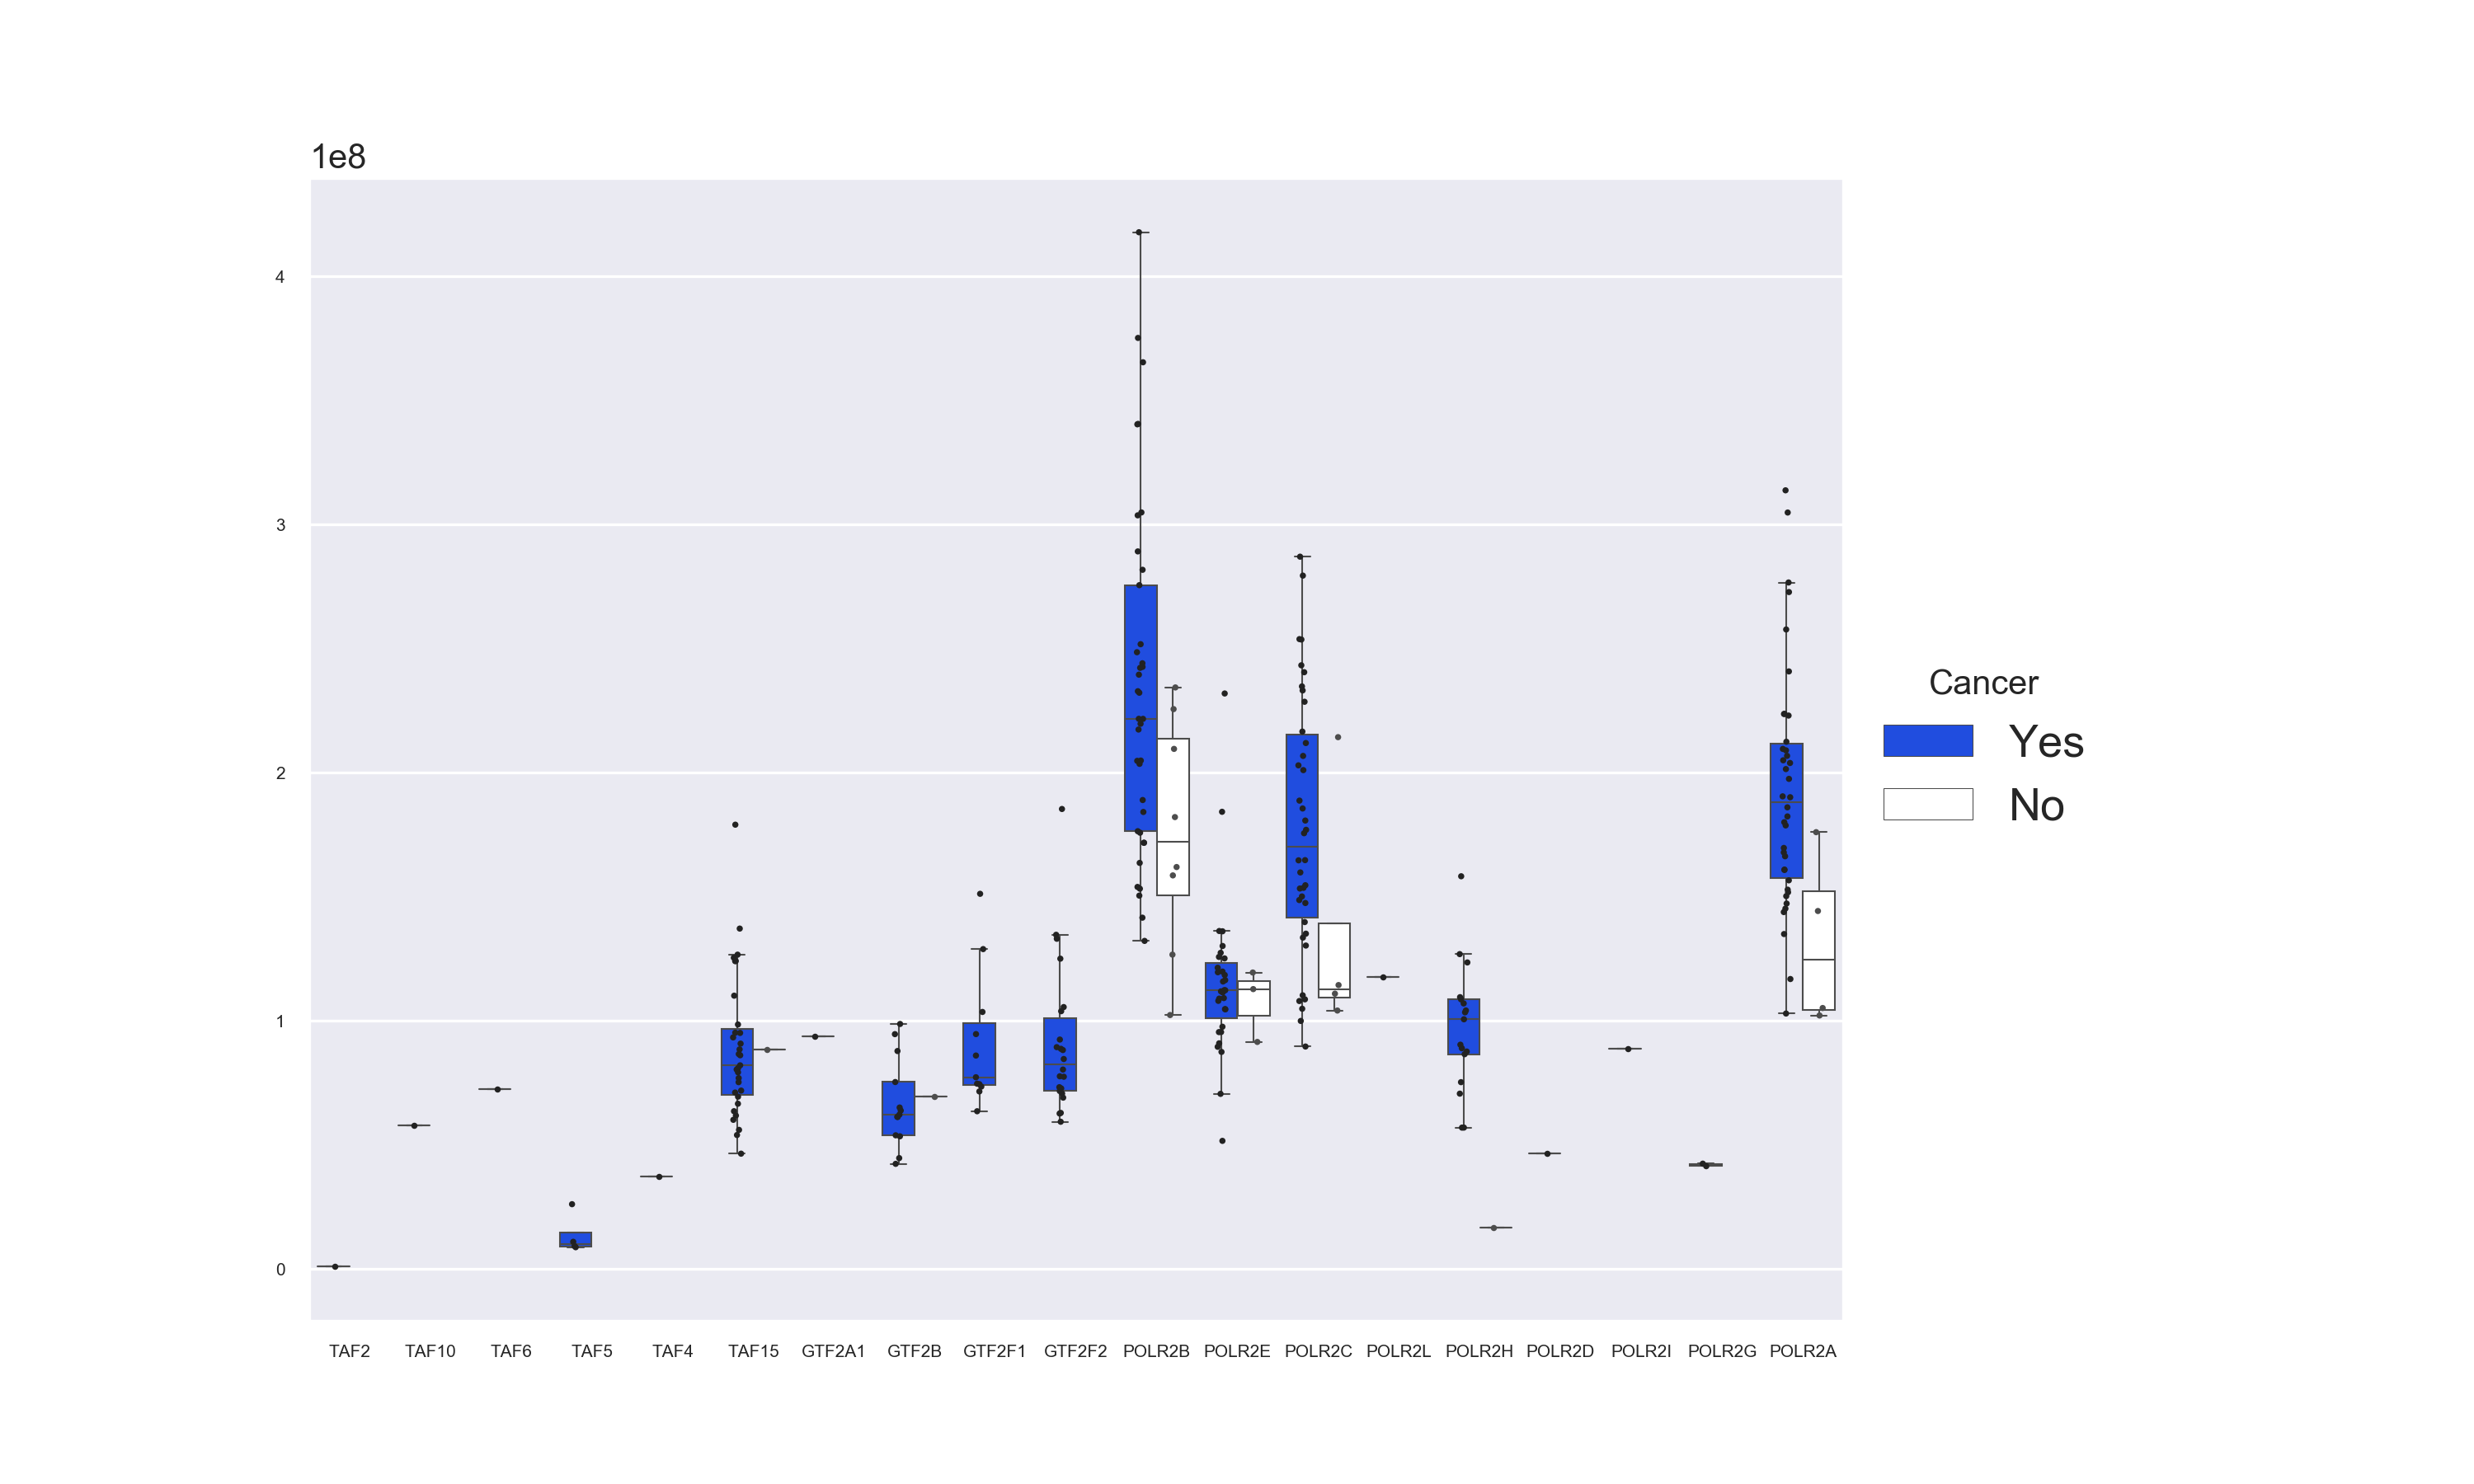 1e8
4
3
2
1
0
TAF2 TAF10 TAF6 TAF5 TAF4 TAF15 GTF2A1 GTF2B GTF2F1 GTF2F2 POLR2B POLR2E POLR2C POLR2L POLR2H POLR2D POLR2I POLR2G POLR2A
Cancer
Yes
No